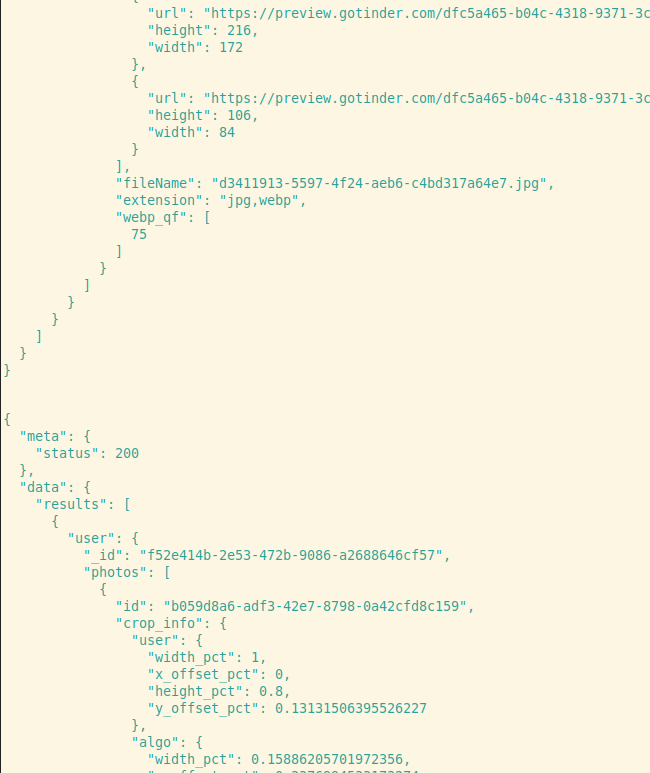 {
"url": "https://preview.gotinder.com/dfc5a465-b04c-4318-9371-3c
"height": 216,
"width": 172
},
{
"url": "https://preview.gotinder.com/dfc5a465-b04c-4318-9371-3c
"height": 106,
"width": 84
}
],
"fileName": "d3411913-5597-4f24-aeb6-c4bd317a64e7.jpg",
"extension": "jpg,webp",
"webp_qf": [
75
]
}
]
}
}
]
}
}
{
"meta": {
"status": 200
},
"data": {
"results": [
{
"user": {
"_id": "f52e414b-2e53-472b-9086-a2688646cf57",
"photos": [
{
"id": "b059d8a6-adf3-42e7-8798-0a42cfd8c159",
"crop_info": {
"user": {
"width_pct": 1,
"x_offset_pct": 0,
"height_pct": 0.8,
"y_offset_pct": 0.13131506395526227
},
"algo": {
"width_pct": 0.15886205701972356,